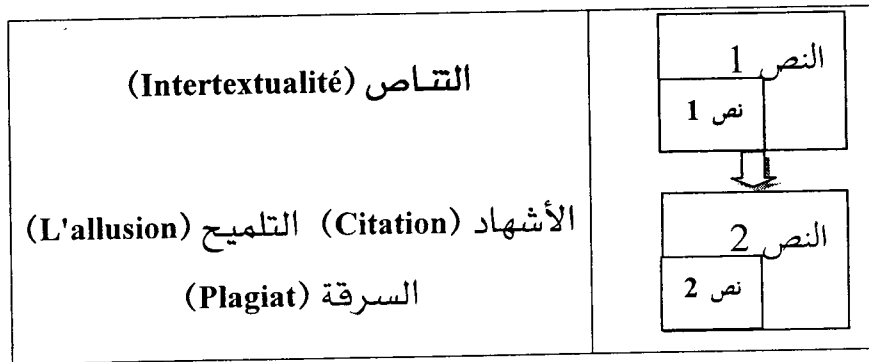 النص 1
التناص (Intertextualité)
نص 1
النص 2
الأشهاد (Citation) التلميح (L'allusion)
نص 2
السرقة (Plagiat)